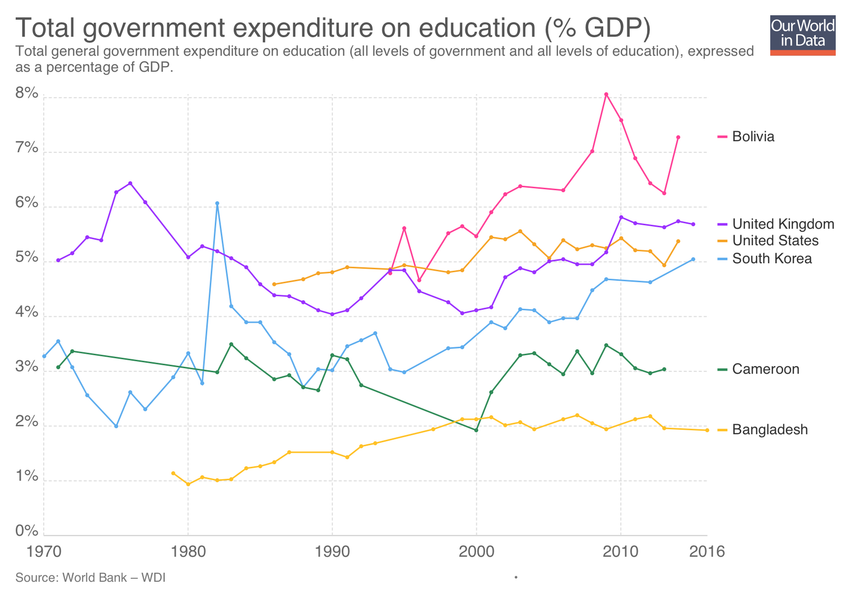 Total government expenditure on education (% GDP)
Total general government expenditure on education (all levels of government and all levels of education), expressed
as a percentage of GDP.
Our World
in Data
8%
7%
6%
5%
4%
3%
2%
1%
0%
1970
1980
1990
2000
2010
2016
Bolivia
United Kingdom
United States
South Korea
Cameroon
Bangladesh
Source: World Bank – WDI